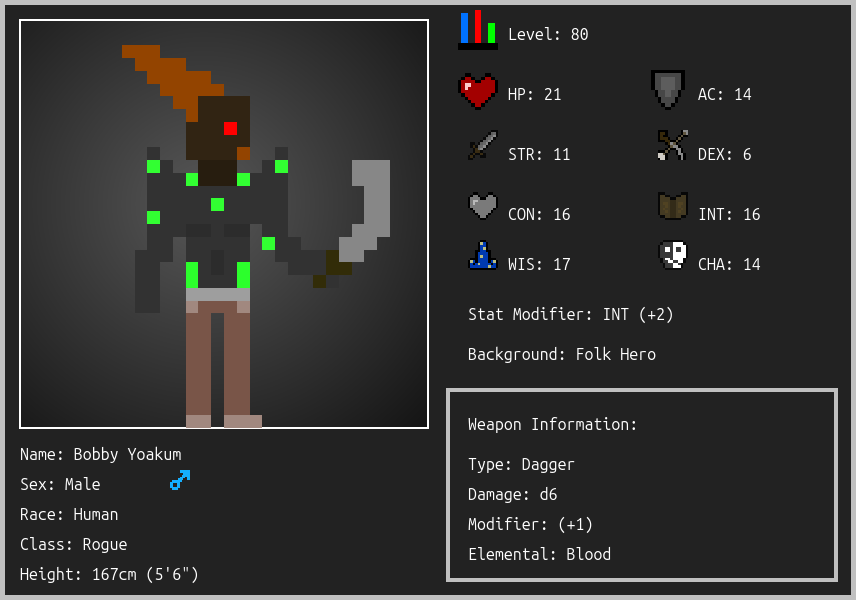 Level: 80
HP: 21
AC: 14
STR: 11
DEX: 6
CON: 16
INT: 16
WIS: 17
CHA: 14
Stat Modifier: INT (+2)
Background: Folk Hero
Weapon Information:
Type: Dagger
Damage: d6
Modifier: (+1)
Elemental: Blood
Name: Bobby Yoakum
Sex: Male
Race: Human
Class: Rogue
Height: 167cm (5'6")